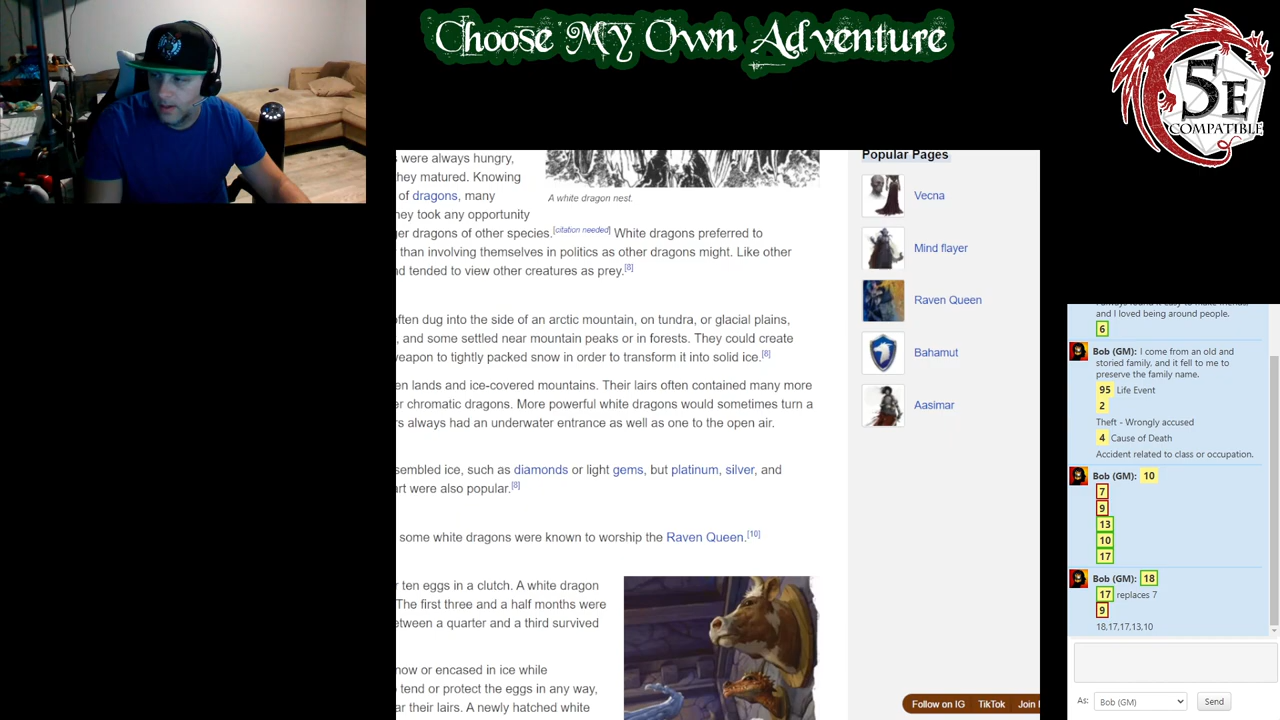 Choose My Own Adventure
5E
COMPATIBLE
s were always hungry,
hey matured. Knowing
of dragons, many
hey took any opportunity
A white dragon nest.
ger dragons of other species.[citation needed] White dragons preferred to
than involving themselves in politics as other dragons might. Like other
nd tended to view other creatures as prey.[8]
often dug into the side of an arctic mountain, on tundra, or glacial plains,
, and some settled near mountain peaks or in forests. They could create
weapon to tightly packed snow in order to transform it into solid ice.[8]
en lands and ice-covered mountains. Their lairs often contained many more
er chromatic dragons. More powerful white dragons would sometimes turn a
rs always had an underwater entrance as well as one to the open air.
sembled ice, such as diamonds or light gems, but platinum, silver, and
art were also popular.[8]
some white dragons were known to worship the Raven Queen.[10]
r ten eggs in a clutch. A white dragon
The first three and a half months were
etween a quarter and a third survived
now or encased in ice while
tend or protect the eggs in any way,
ar their lairs. A newly hatched white
Popular Pages
Vecna
Mind flayer
Raven Queen
Bahamut
Aasimar
Follow on IG TikTok Join
and I loved being around people.
6
Bob (GM): I come from an old and
storied family, and it fell to me to
preserve the family name.
95 Life Event
2
Theft - Wrongly accused
4 Cause of Death
Accident related to class or occupation.
Bob (GM): 10
7
9
13
10
17
Bob (GM): 18
17 replaces 7
9
18,17,17,13,10
As: Bob (GM) Send